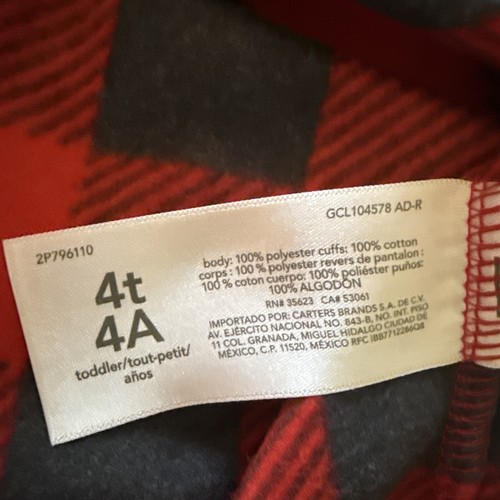 GCL104578 AD-R
2P796110
4t
4A
toddler/tout-petit/
años
body: 100% polyester cuffs: 100% cotton
corps : 100 % polyester revers de pantalon :
100 % coton cuerpo: 100% poliéster puños:
100% ALGODÓN
RN# 35623 CA# 53061
IMPORTADO POR: CARTERS BRANDS S.A. DE C.V.
AV. EJÉRCITO NACIONAL NO. 843-B, NO. INT. PISO
11 COL. GRANADA, MIGUEL HIDALGO CIUDAD DE
MÉXICO, C.P. 11520, MÉXICO RFC IBB7712286Q8